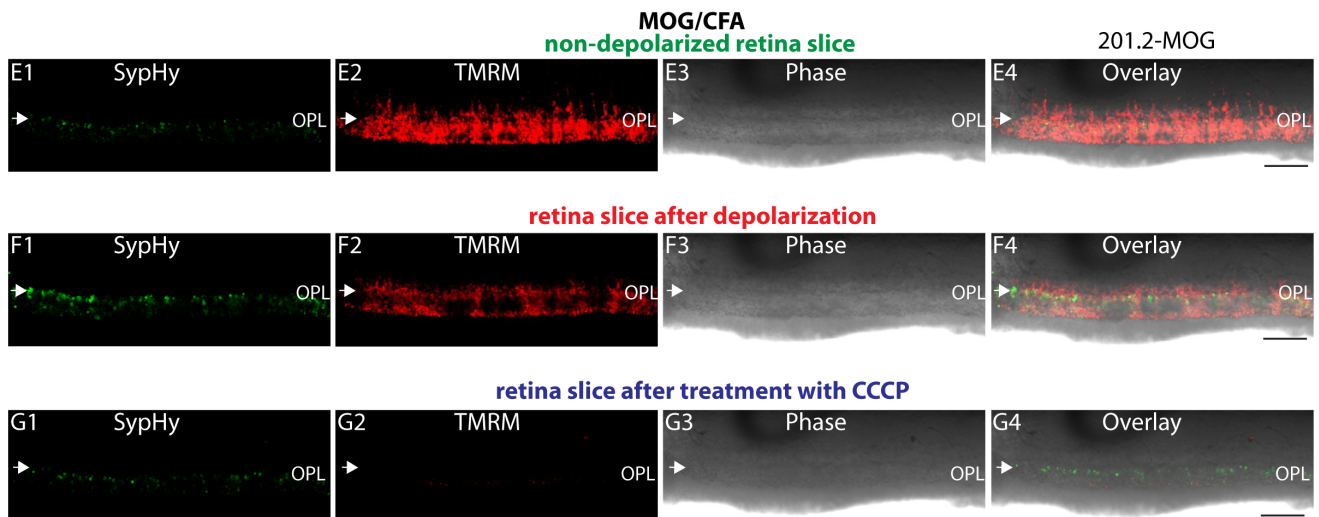 MOG/CFA
non-depolarized retina slice
201.2-MOG
E1 SypHy OPL
E2 TMRM OPL
E3 Phase OPL
E4 Overlay OPL
retina slice after depolarization
F1 SypHy OPL
F2 TMRM OPL
F3 Phase OPL
F4 Overlay OPL
retina slice after treatment with CCCP
G1 SypHy OPL
G2 TMRM OPL
G3 Phase OPL
G4 Overlay OPL